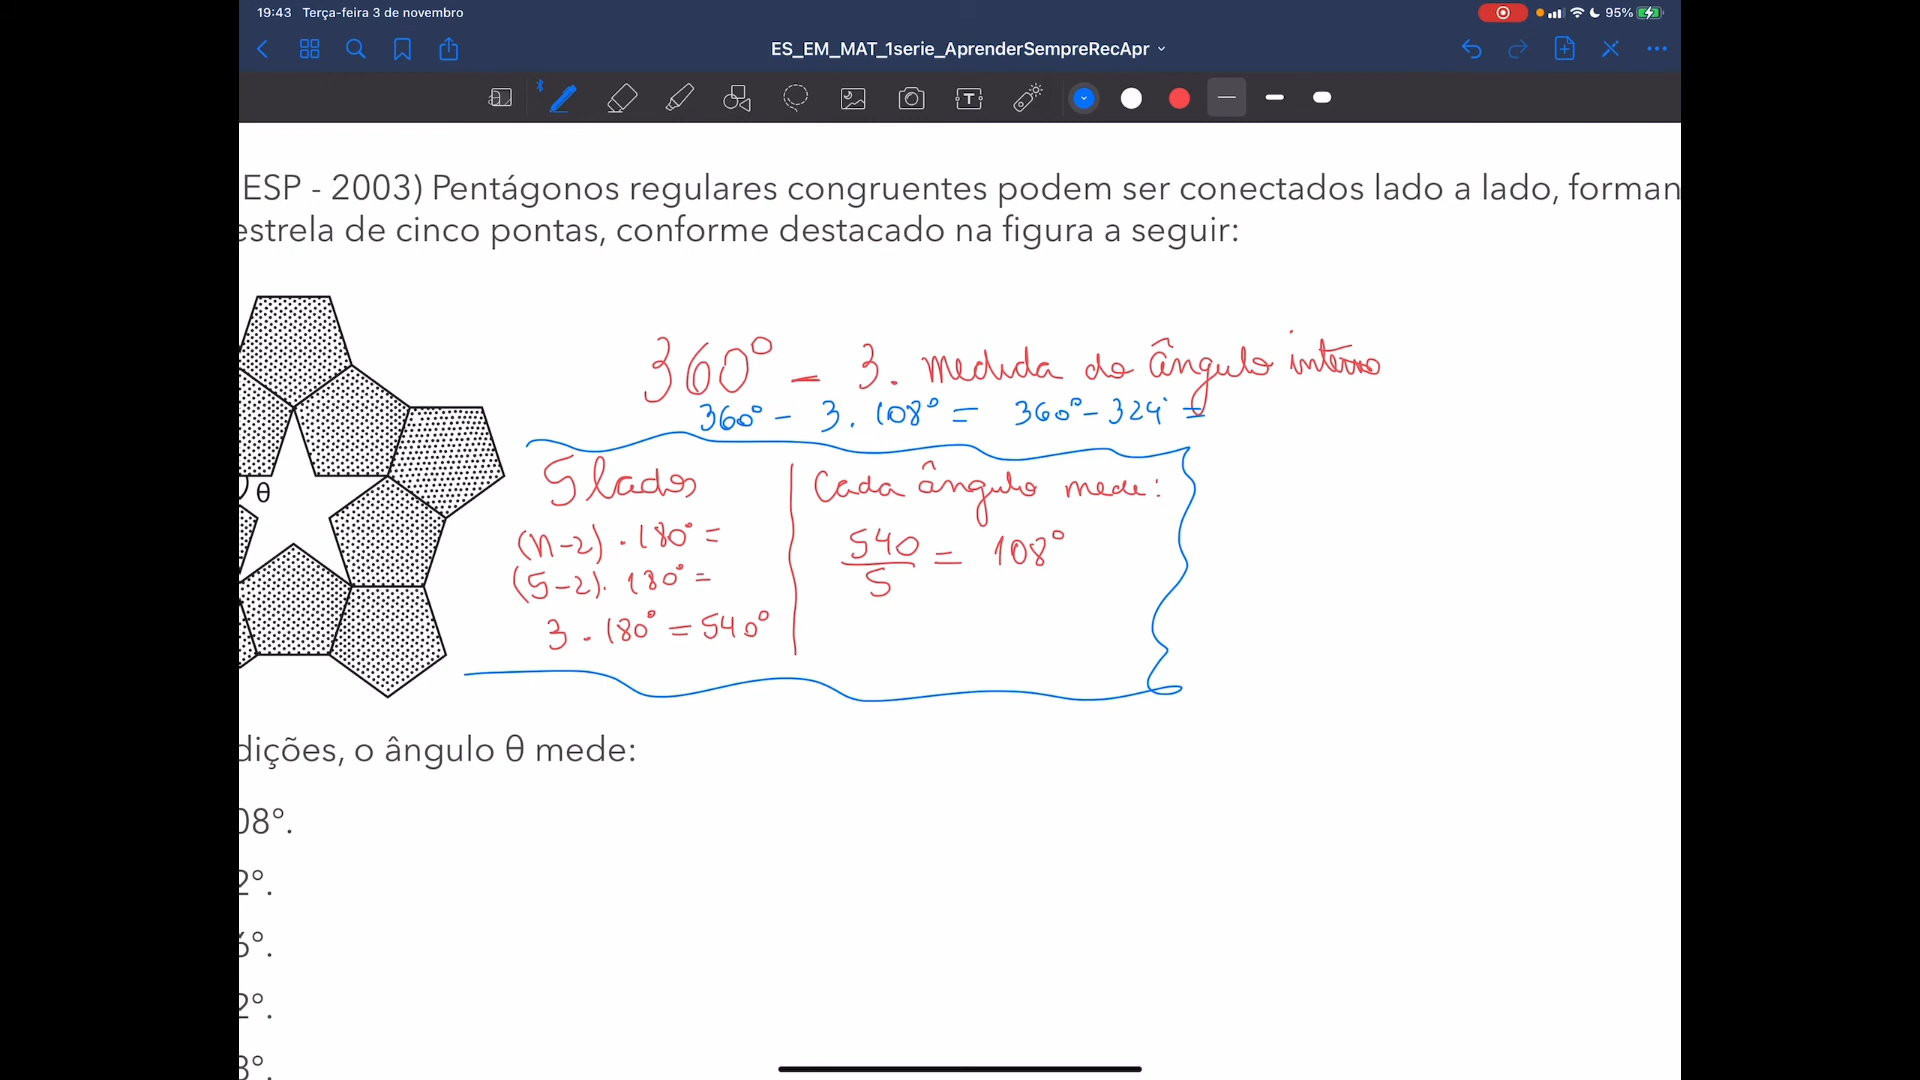 19:43 Terça-feira 3 de novembro
95%
ES_EM_MAT_1serie_AprenderSempreRecApr
ESP - 2003) Pentágonos regulares congruentes podem ser conectados lado a lado, forman
estrela de cinco pontas, conforme destacado na figura a seguir:
360° - 3. medida do ângulo interno
360° - 3. 108° = 360° - 324° =
θ
5 lados
(n-2) . 180° =
(5-2). 180° =
3 . 180° = 540°
Cada ângulo mede:
540/5 = 108°
dições, o ângulo θ mede:
08°.
2°.
6°.
2°.
8°.